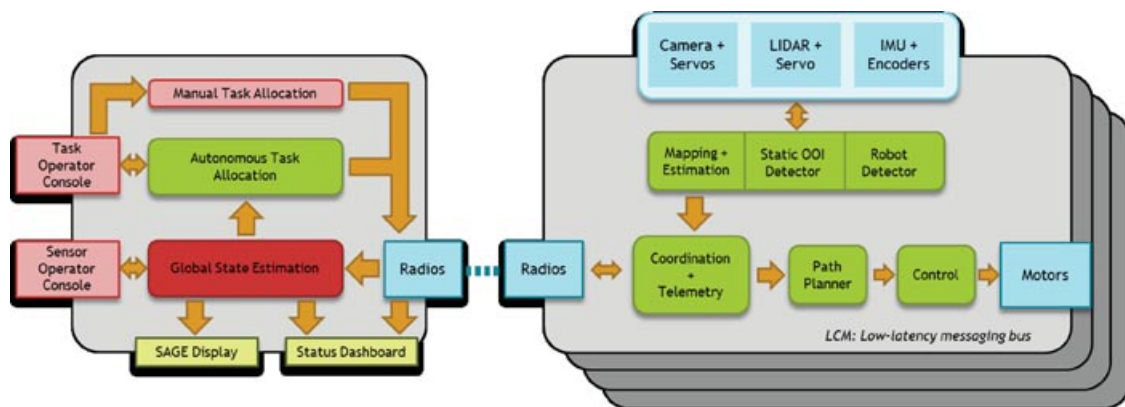 Manual Task Allocation
Task
Operator
Console
Autonomous Task
Allocation
Sensor
Operator
Console
Global State Estimation
Radios
SAGE Display
Status Dashboard
Camera +
Servos
LIDAR +
Servo
IMU +
Encoders
Mapping +
Estimation
Static OOI
Detector
Robot
Detector
Radios
Coordination
+
Telemetry
Path
Planner
Control
Motors
LCM: Low-latency messaging bus